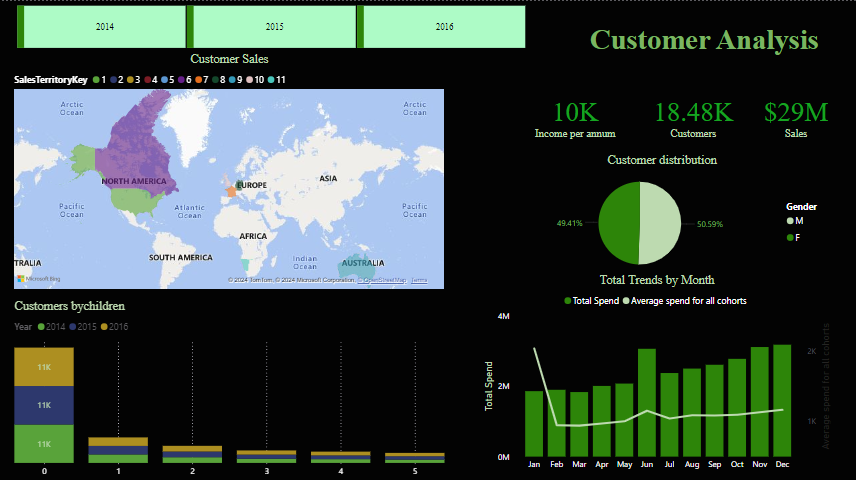 2014
2015
2016
Customer Analysis
Customer Sales
SalesTerritoryKey 1 2 3 4 5 6 7 8 9 10 11
Arctic Ocean
Arctic Ocean
NORTH AMERICA
EUROPE
ASIA
Pacific Ocean
Atlantic Ocean
Pacific Ocean
AFRICA
SOUTH AMERICA
Indian Ocean
TRALIA
AUSTRALIA
Microsoft Bing
© 2024 TomTom, © 2024 Microsoft Corporation, © OpenStreetMap Terms
10K
Income per annum
18.48K
Customers
$29M
Sales
Customer distribution
49.41%
50.59%
Gender
M
F
Customers bychildren
Year 2014 2015 2016
11K
11K
11K
0 1 2 3 4 5
Total Trends by Month
Total Spend Average spend for all cohorts
4M
2M
0M
Total Spend
2K
1K
Average spend for all cohorts
Jan Feb Mar Apr May Jun Jul Aug Sep Oct Nov Dec